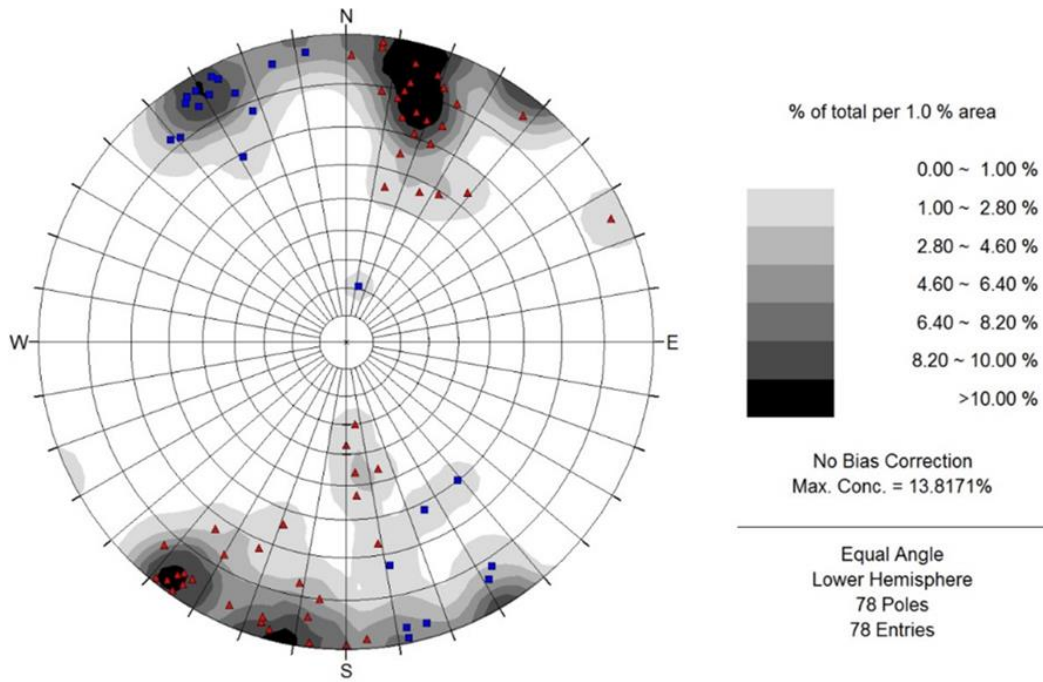 N
W
E
S
% of total per 1.0 % area
0.00 ~ 1.00 %
1.00 ~ 2.80 %
2.80 ~ 4.60 %
4.60 ~ 6.40 %
6.40 ~ 8.20 %
8.20 ~ 10.00 %
>10.00 %
No Bias Correction
Max. Conc. = 13.8171%
Equal Angle
Lower Hemisphere
78 Poles
78 Entries